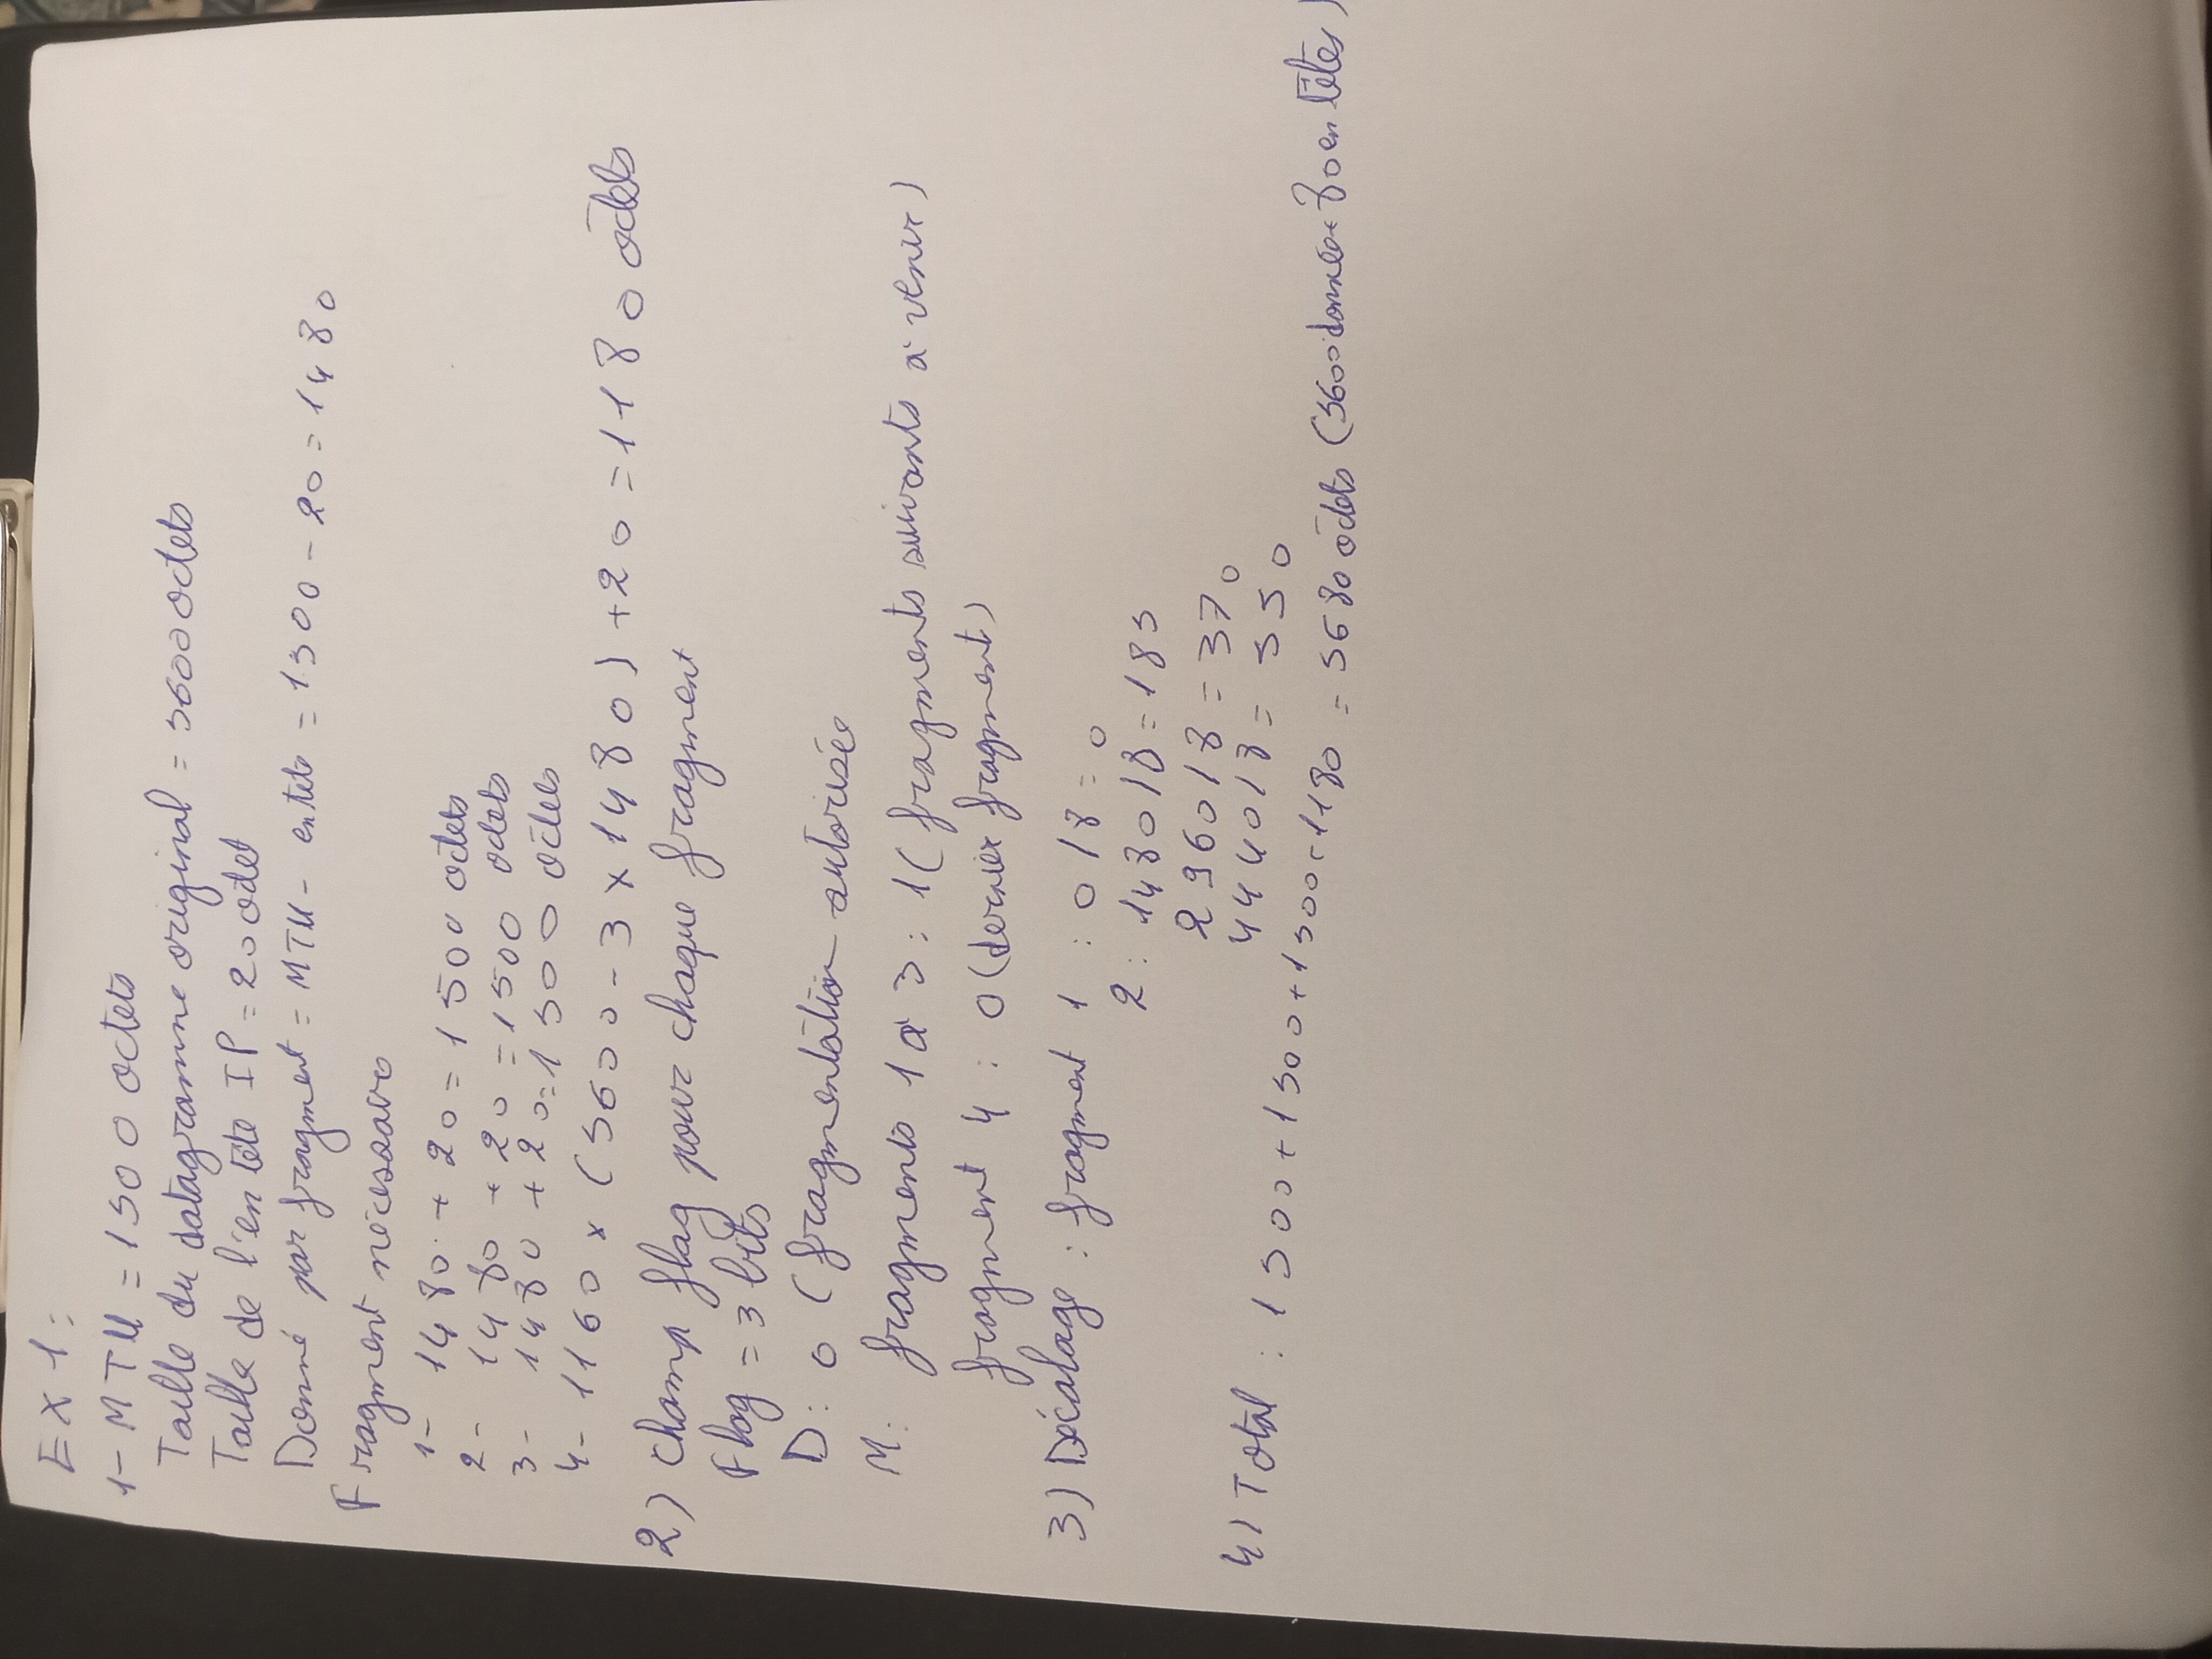 EX 1 :
1- MTU = 1500 octets
Taille du datagramme original = 5600 octets
Taille de l'en tête IP = 20 octet
Donné par fragment = MTU - entete = 1500 - 20 = 1480
Fragment nécessaire
1- 1480 + 20 = 1500 octets
2- 1480 + 20 = 1500 octets
3- 1480 + 20 = 1500 octets
4- 1160 x (5600 - 3 x 1480) + 20 = 1180 octets
2) champ flag pour chaque fragment
Flag = 3 bits
D : 0 (fragmentation autorisée
M : fragments 1 à 3 : 1 (fragments suivants à venir)
fragment 4 : 0 (dernier fragment)
3) Décalage : fragment 1 : 0/8 = 0
2 : 1480/8 = 185
2960/8 = 370
4440/8 = 550
4) Total : 1500 + 1500 + 1500 + 1180 = 5680 octets (5600 données + 80 en têtes)